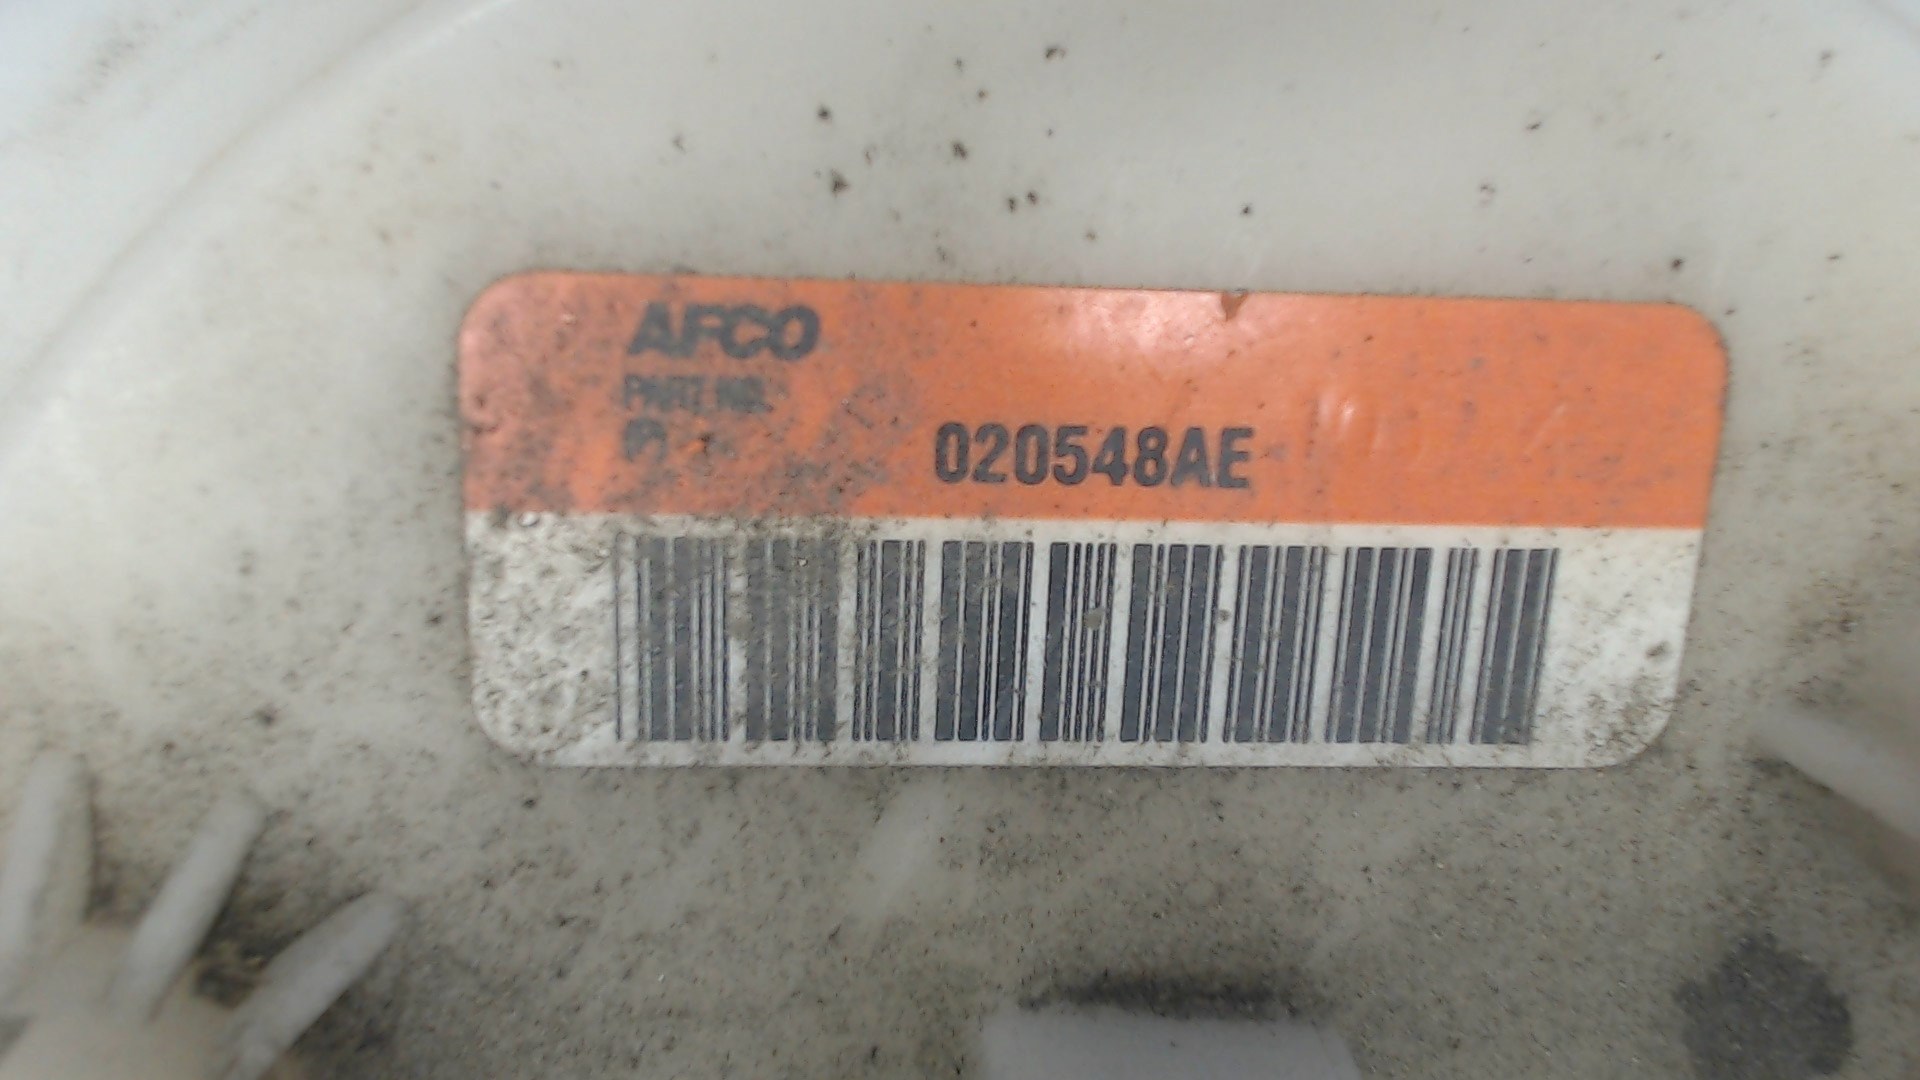 AFCO
PART. NO.
(P)
020548AE